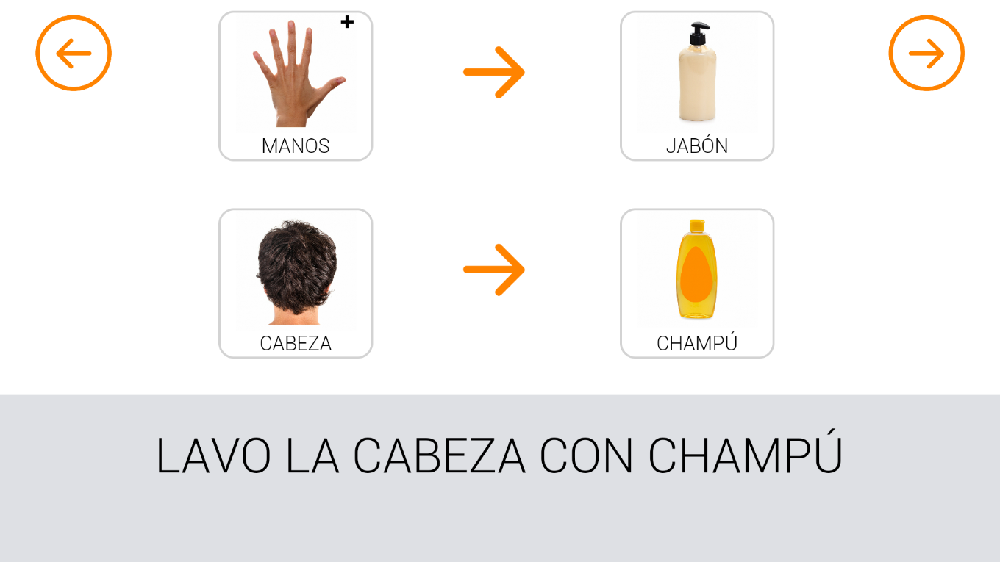 MANOS
JABÓN
CABEZA
CHAMPÚ
LAVO LA CABEZA CON CHAMPÚ